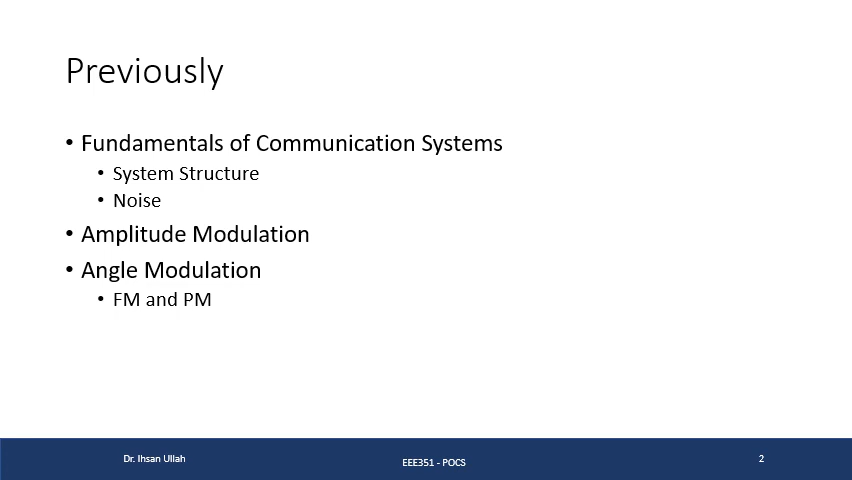 Previously
• Fundamentals of Communication Systems
• System Structure
• Noise
• Amplitude Modulation
• Angle Modulation
• FM and PM
Dr. Ihsan Ullah
EEE351 - POCS
2